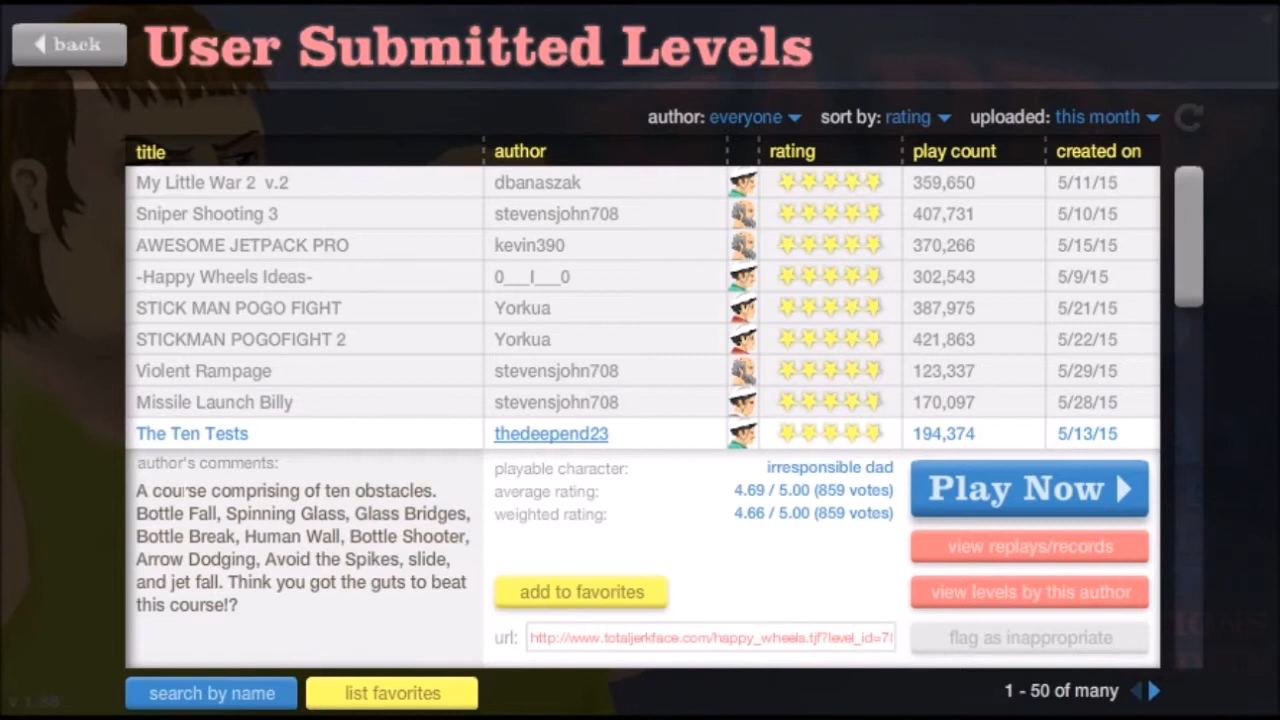 back User Submitted Levels
author: everyone sort by: rating uploaded: this month
title author rating play count created on
My Little War 2 v.2 dbanaszak 359,650 5/11/15
Sniper Shooting 3 stevensjohn708 407,731 5/10/15
AWESOME JETPACK PRO kevin390 370,266 5/15/15
-Happy Wheels Ideas- 0___I___0 302,543 5/9/15
STICK MAN POGO FIGHT Yorkua 387,975 5/21/15
STICKMAN POGOFIGHT 2 Yorkua 421,863 5/22/15
Violent Rampage stevensjohn708 123,337 5/29/15
Missile Launch Billy stevensjohn708 170,097 5/28/15
The Ten Tests thedeepend23 194,374 5/13/15
author's comments:
A course comprising of ten obstacles.
Bottle Fall, Spinning Glass, Glass Bridges,
Bottle Break, Human Wall, Bottle Shooter,
Arrow Dodging, Avoid the Spikes, slide,
and jet fall. Think you got the guts to beat
this course!?
playable character: irresponsible dad
average rating: 4.69 / 5.00 (859 votes)
weighted rating: 4.66 / 5.00 (859 votes)
add to favorites
url: http://www.totaljerkface.com/happy_wheels.tjf?level_id=7
Play Now
view replays/records
view levels by this author
flag as inappropriate
search by name list favorites 1 - 50 of many